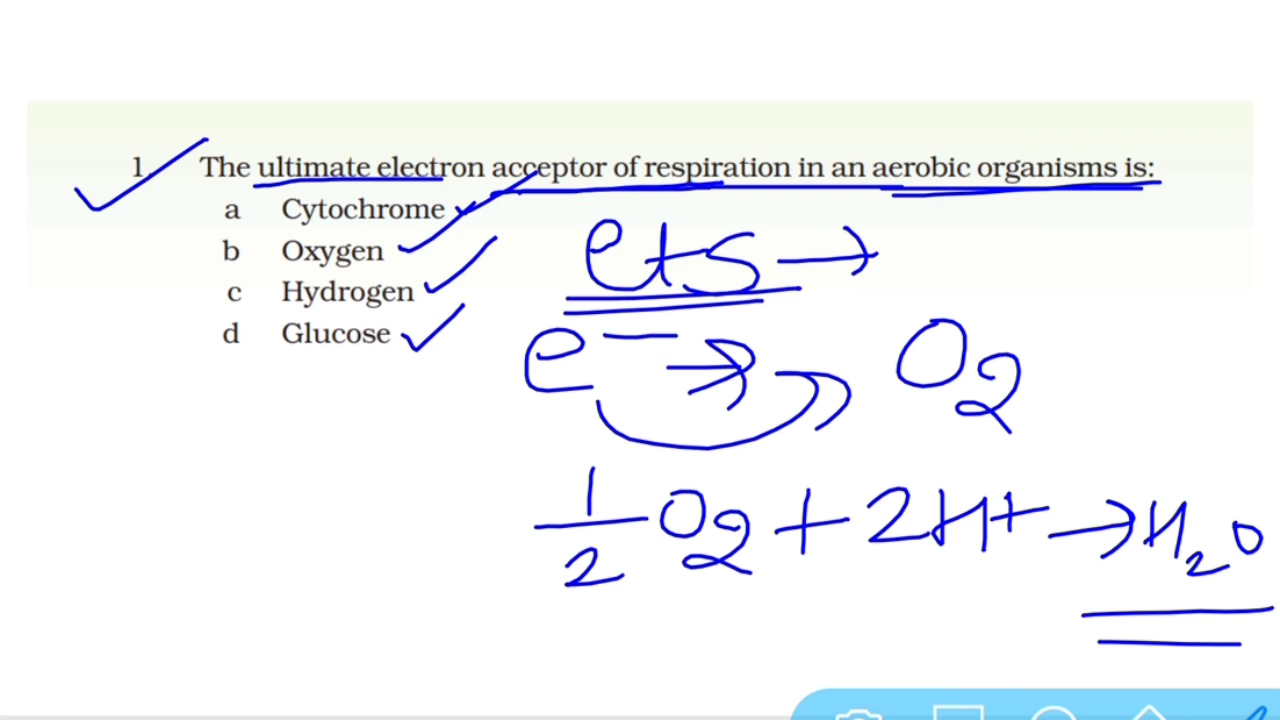 1. The ultimate electron acceptor of respiration in an aerobic organisms is:
a Cytochrome
b Oxygen
c Hydrogen
d Glucose
ets →
e⁻ → O₂
1/2 O₂ + 2H+ → H₂O